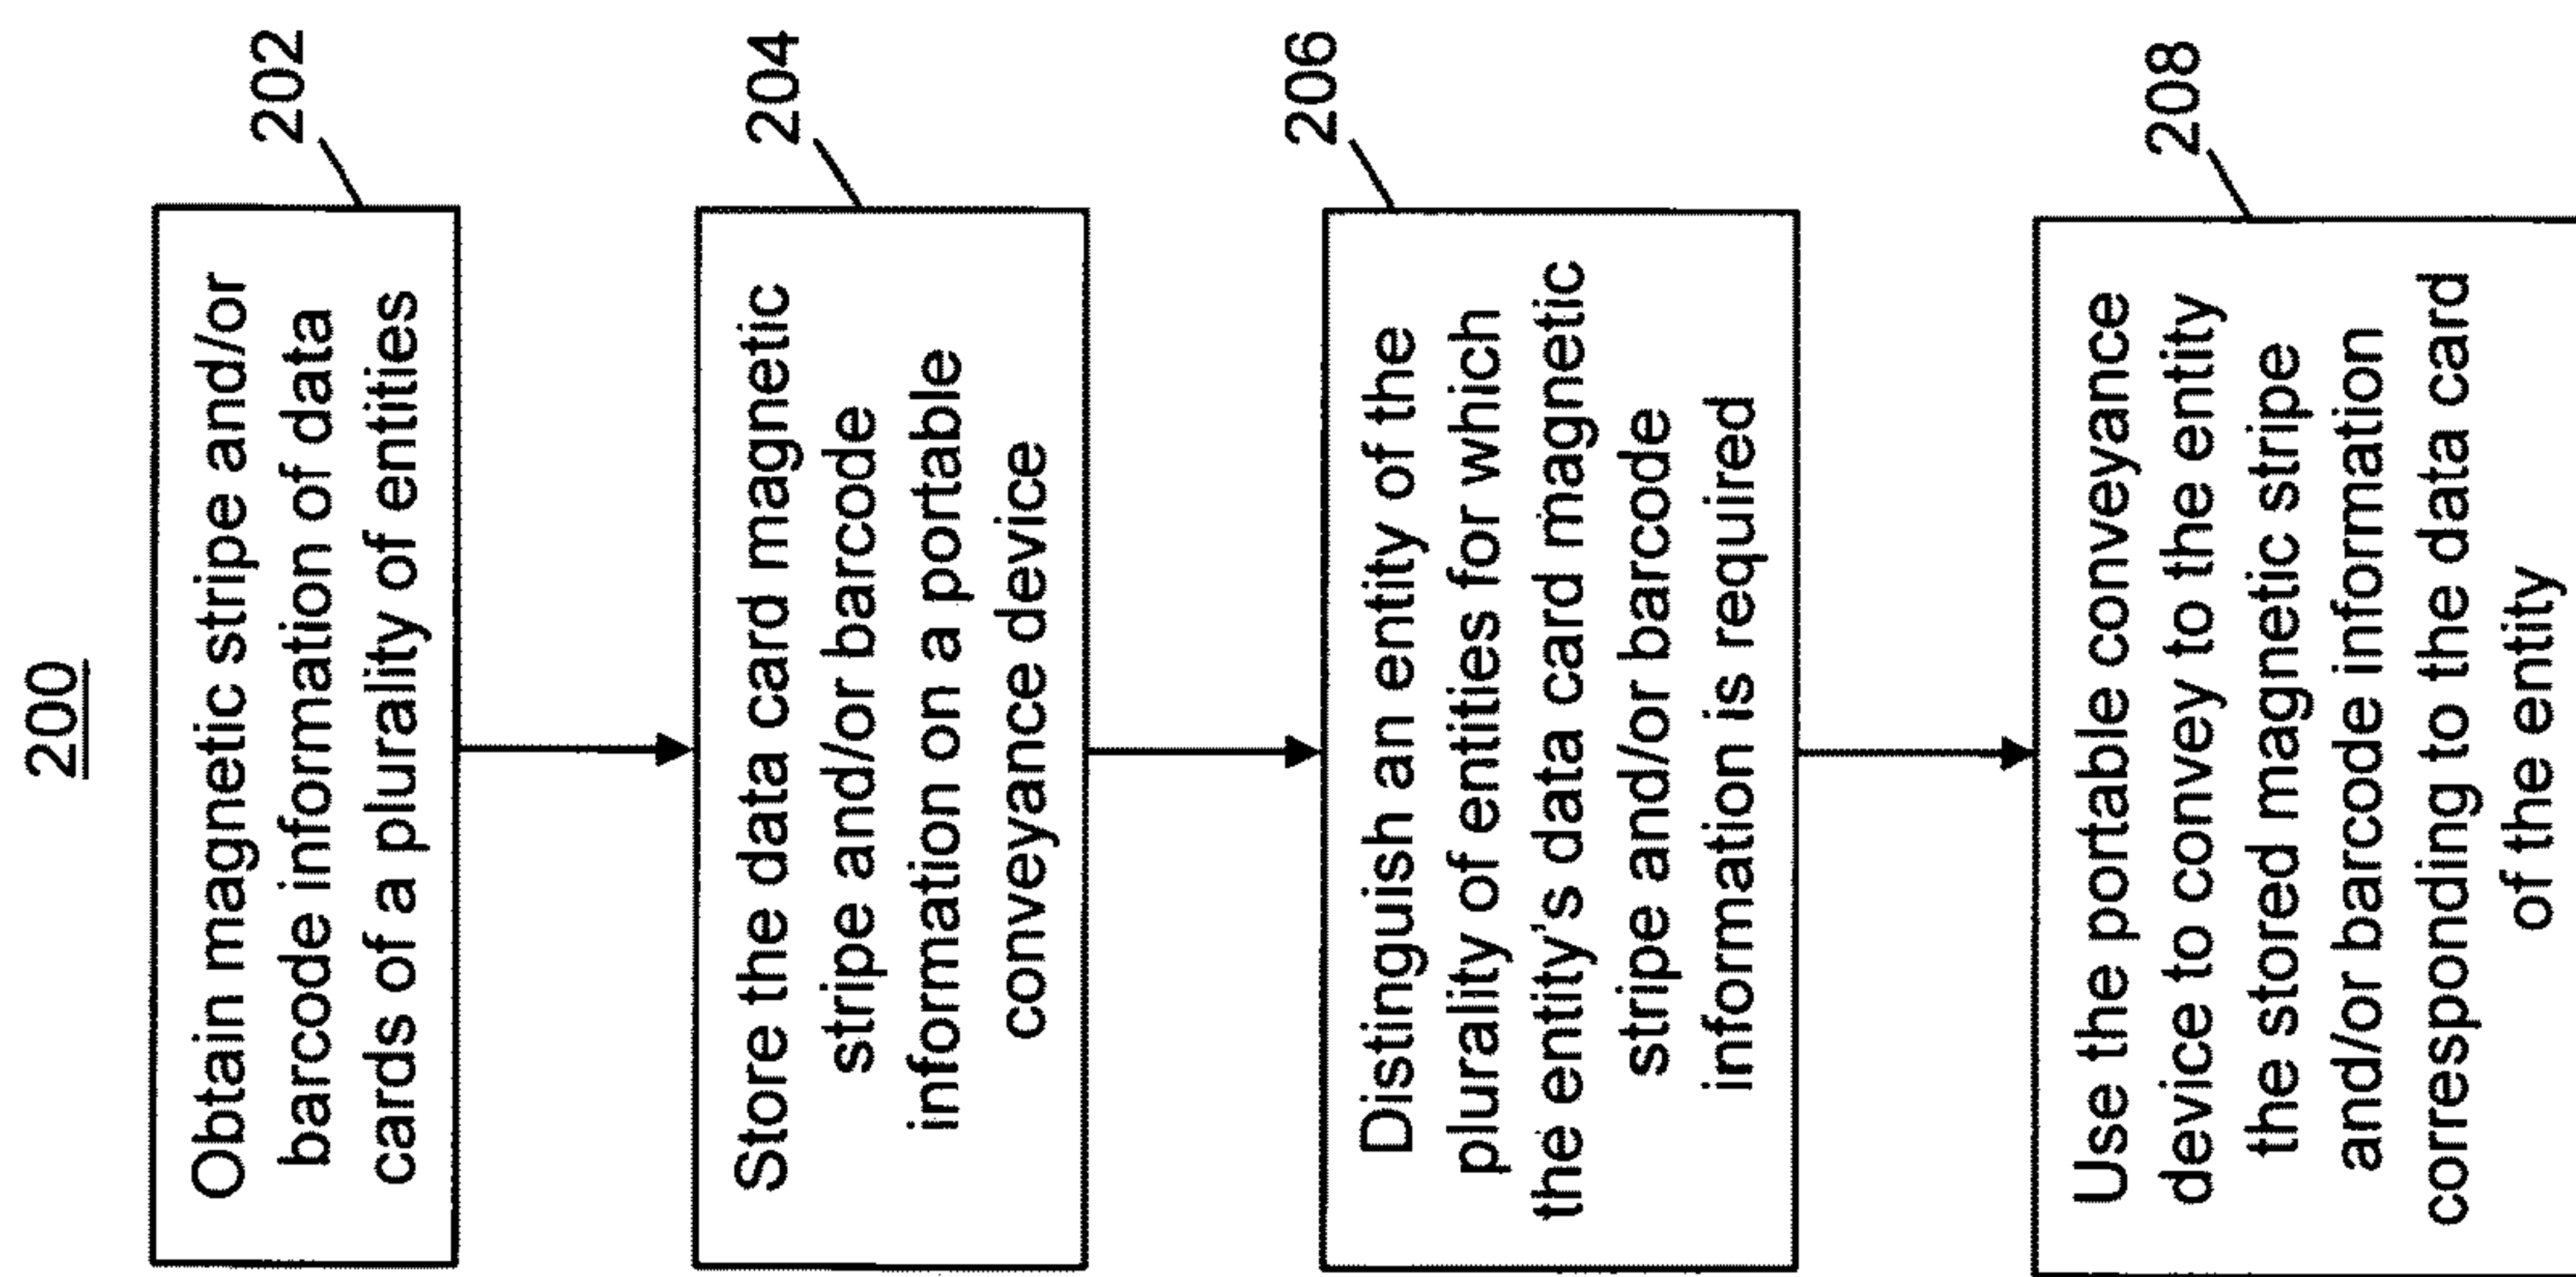 200
202
Obtain magnetic stripe and/or
barcode information of data
cards of a plurality of entities
204
Store the data card magnetic
stripe and/or barcode
information on a portable
conveyance device
206
Distinguish an entity of the
plurality of entities for which
the entity's data card magnetic
stripe and/or barcode
information is required
208
Use the portable conveyance
device to convey to the entity
the stored magnetic stripe
and/or barcode information
corresponding to the data card
of the entity